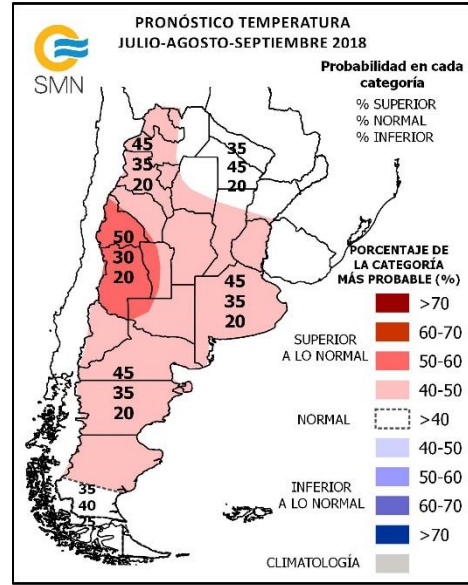 PRONÓSTICO TEMPERATURA
JULIO-AGOSTO-SEPTIEMBRE 2018
SMN
Probabilidad en cada
categoría
% SUPERIOR
% NORMAL
% INFERIOR
45
35
20
35
45
20
50
30
20
45
35
20
45
35
20
35
40
25
PORCENTAJE DE
LA CATEGORÍA
MÁS PROBABLE (%)
SUPERIOR
A LO NORMAL
>70
60-70
50-60
40-50
NORMAL
>40
INFERIOR
A LO NORMAL
40-50
50-60
60-70
>70
CLIMATOLOGÍA